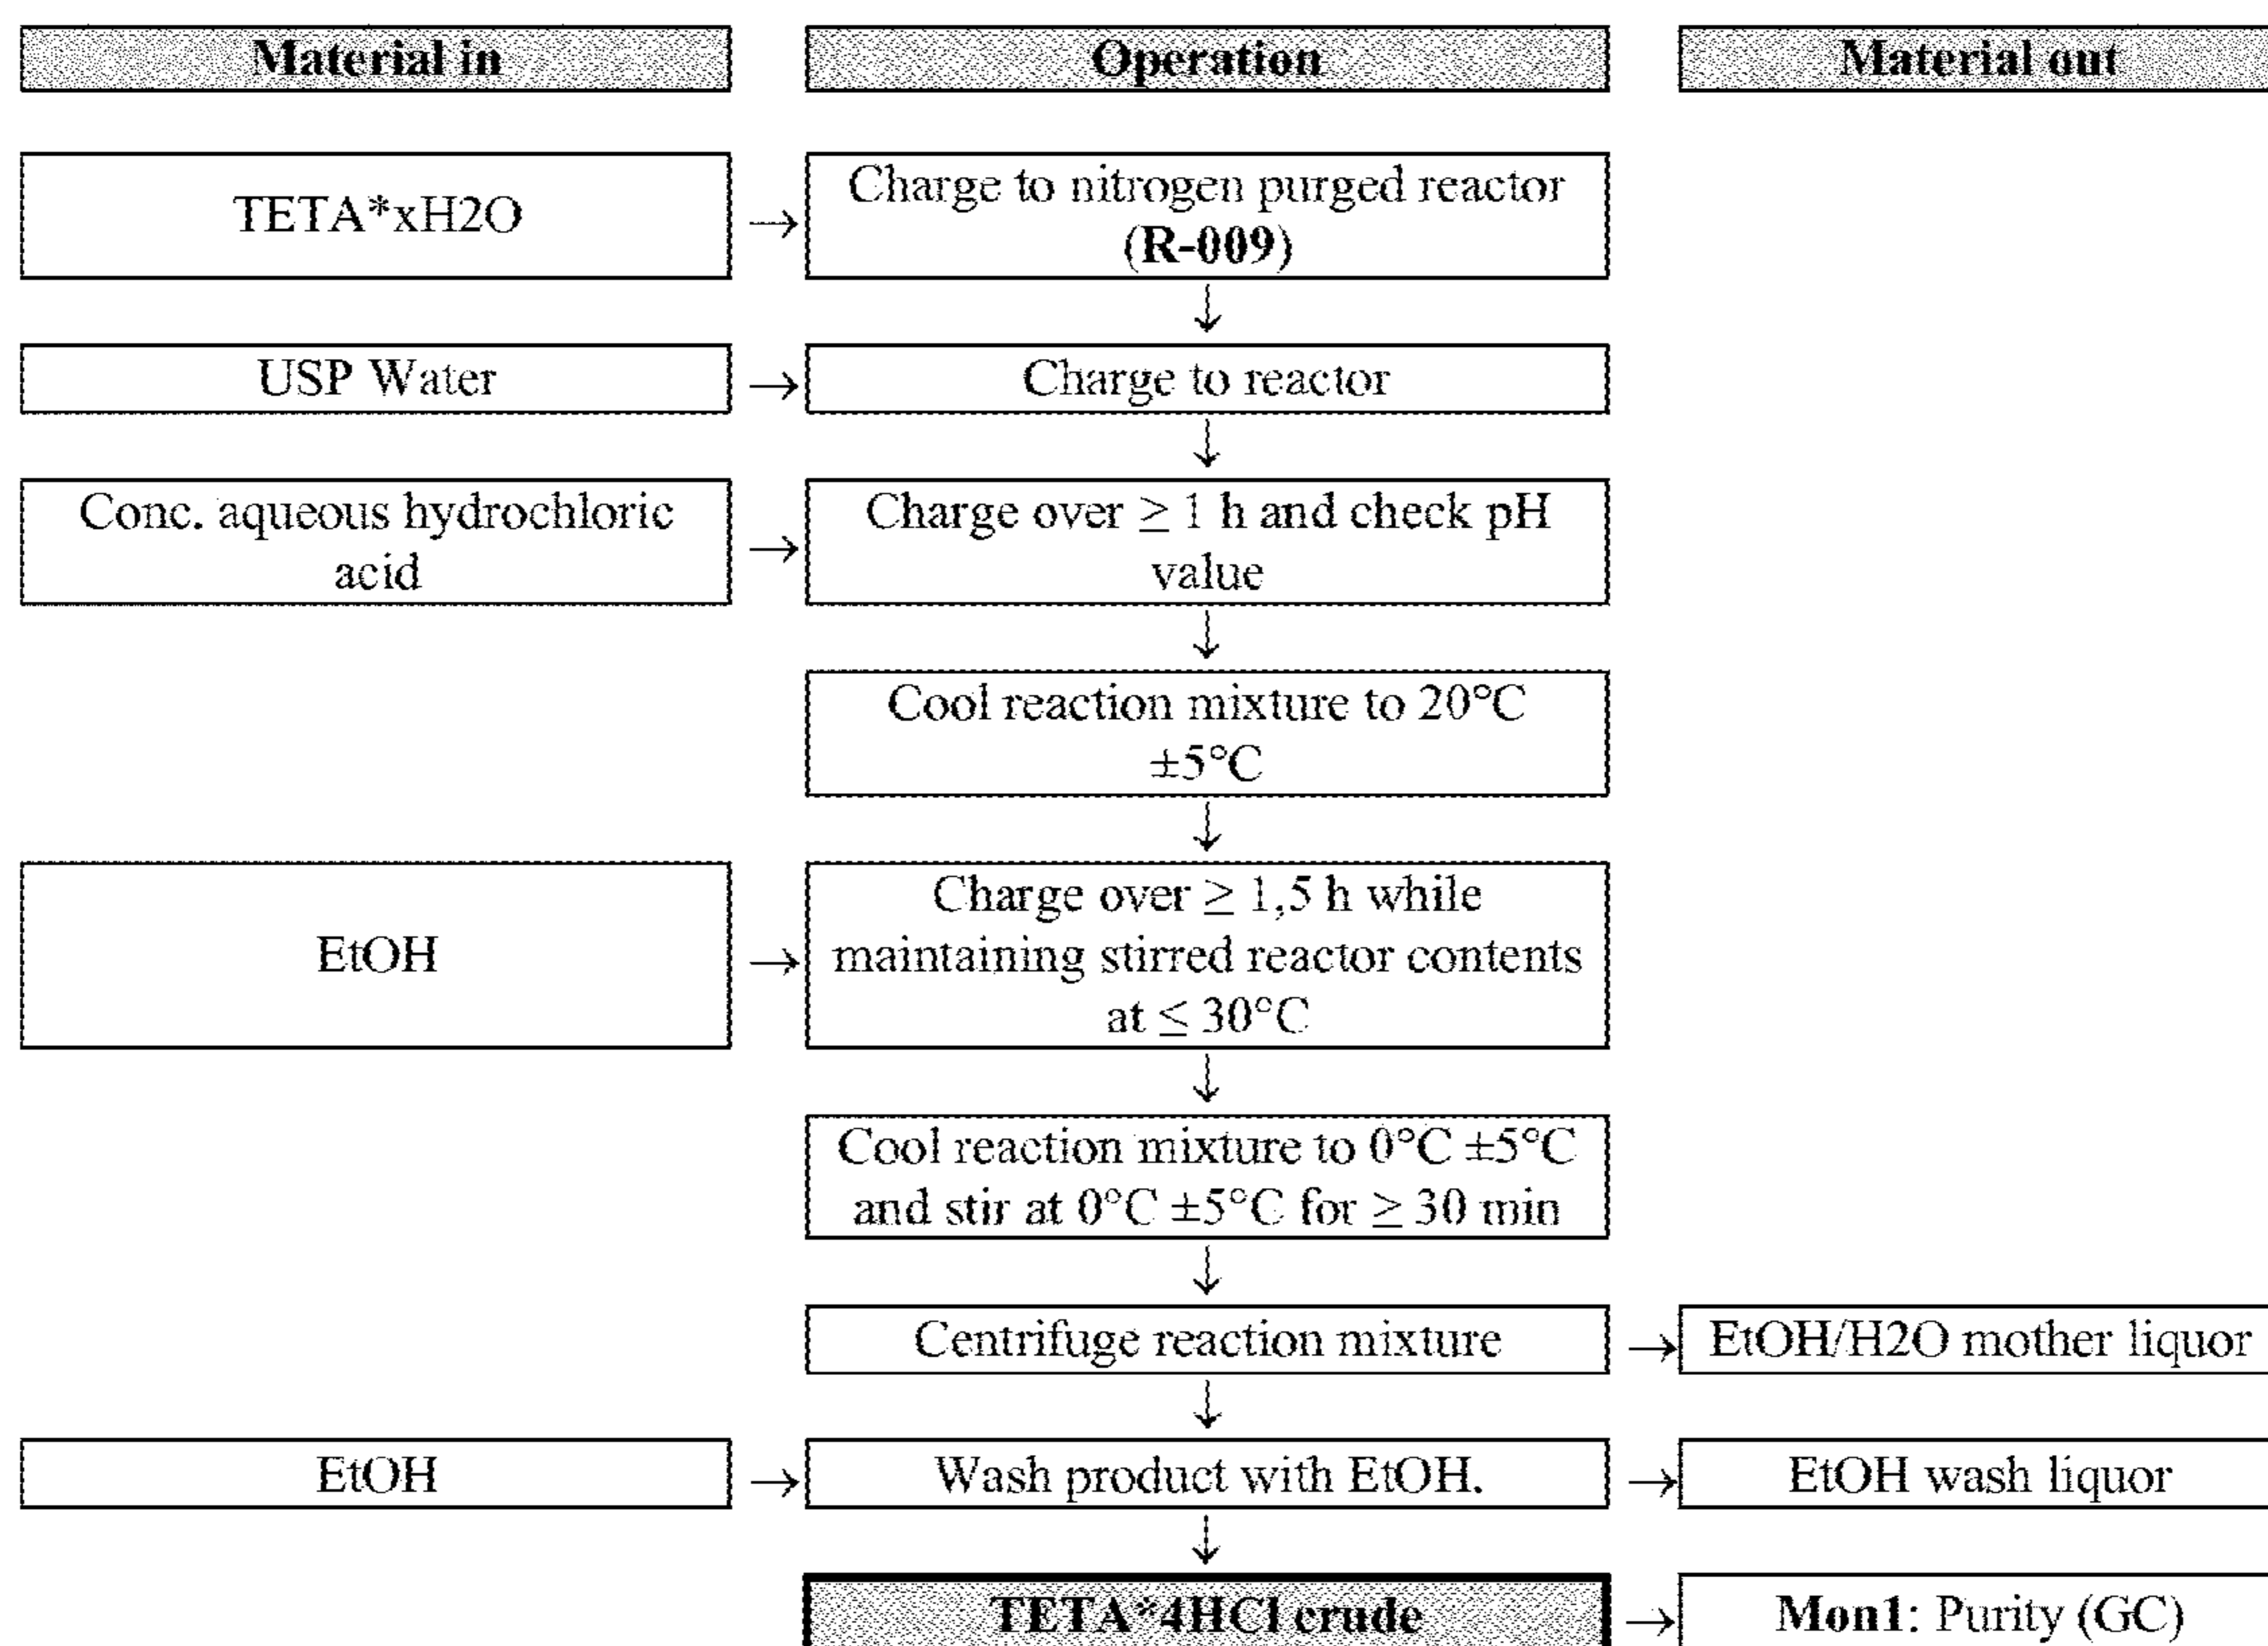 Material in
Operation
Material out
TETA*xH2O
→
Charge to nitrogen purged reactor
(R-009)
↓
USP Water
→
Charge to reactor
↓
Conc. aqueous hydrochloric
acid
→
Charge over ≥ 1 h and check pH
value
↓
Cool reaction mixture to 20°C
±5°C
↓
EtOH
→
Charge over ≥ 1,5 h while
maintaining stirred reactor contents
at ≤ 30°C
↓
Cool reaction mixture to 0°C ±5°C
and stir at 0°C ±5°C for ≥ 30 min
↓
Centrifuge reaction mixture
→
EtOH/H2O mother liquor
↓
EtOH
→
Wash product with EtOH.
→
EtOH wash liquor
↓
TETA*4HCl crude
→
Mon1: Purity (GC)